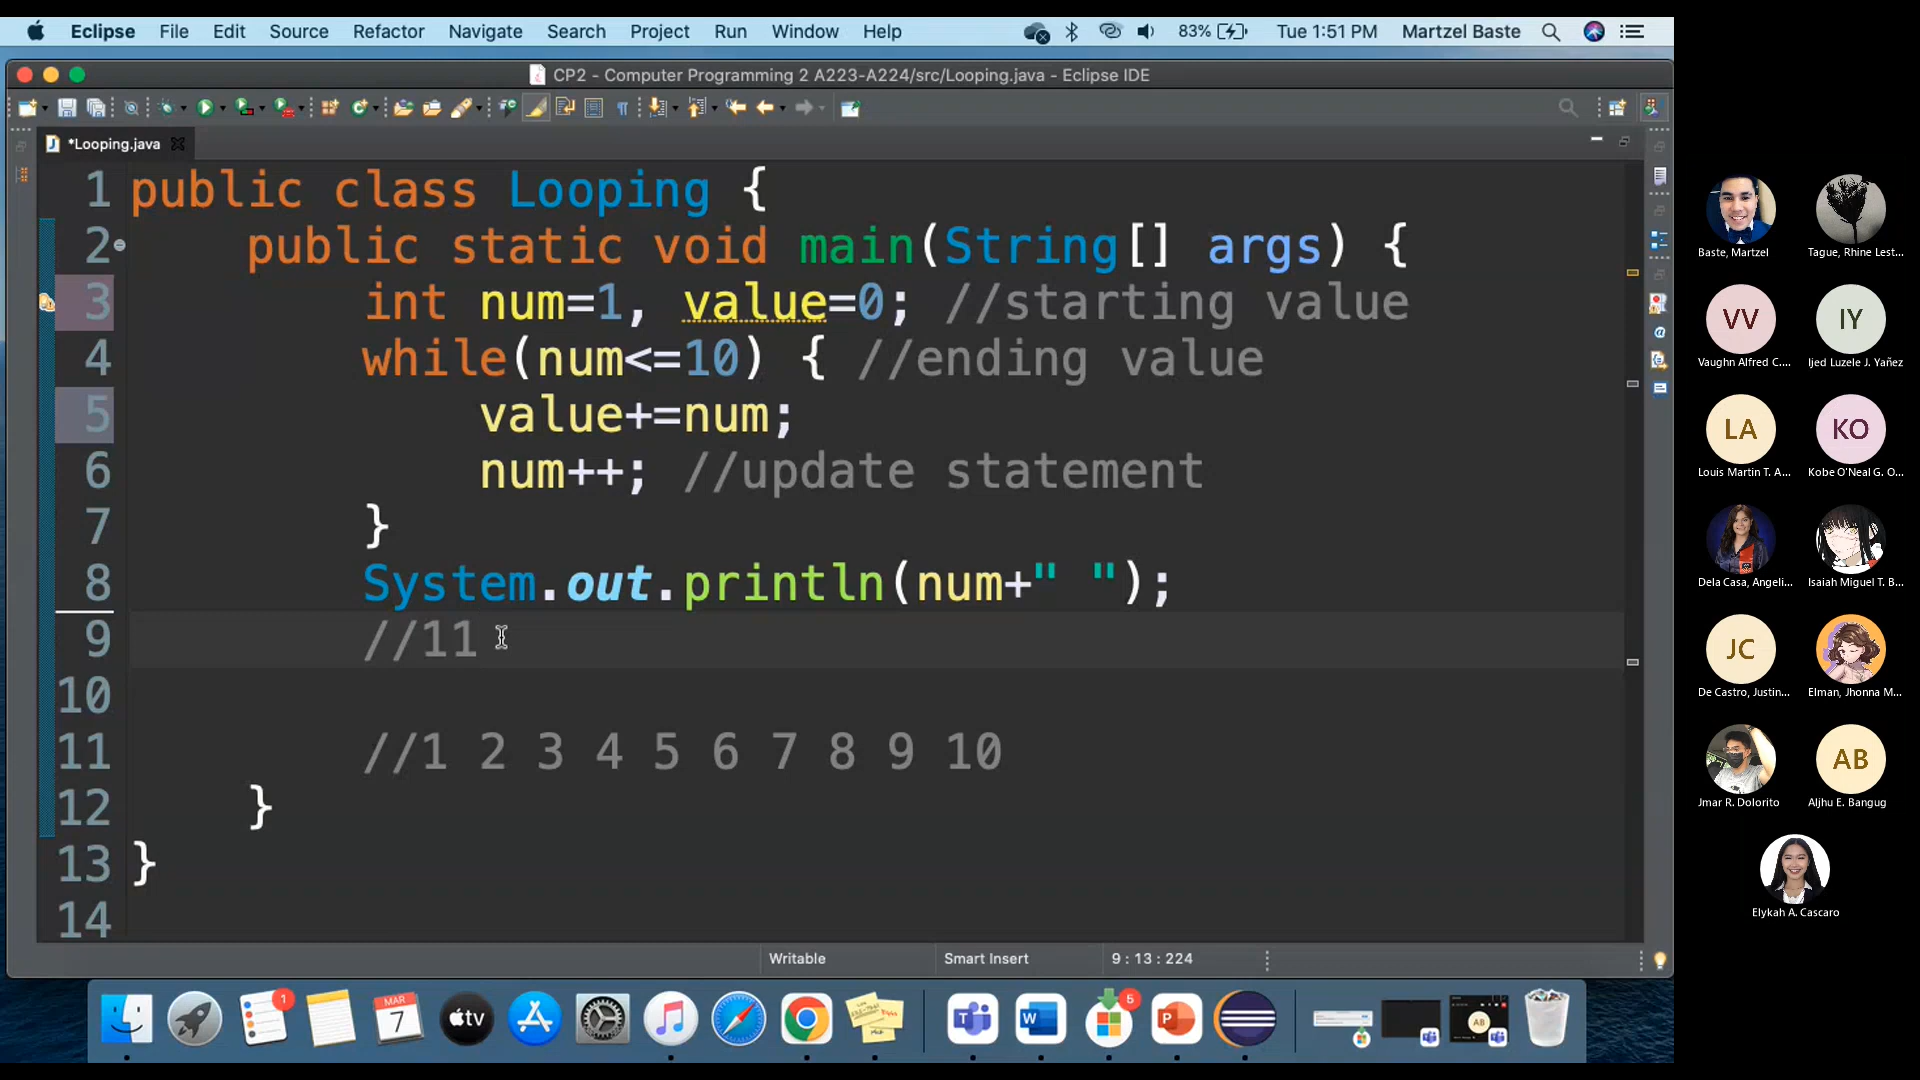 Eclipse File Edit Source Refactor Navigate Search Project Run Window Help 83% Tue 1:51 PM Martzel Baste
CP2 - Computer Programming 2 A223-A224/src/Looping.java - Eclipse IDE
*Looping.java
1 public class Looping {
2 public static void main(String[] args) {
3 int num=1, value=0; //starting value
4 while(num<=10) { //ending value
5 value+=num;
6 num++; //update statement
7 }
8 System.out.println(num+" ");
9 //11
10
11 //1 2 3 4 5 6 7 8 9 10
12 }
13 }
14
Writable Smart Insert 9 : 13 : 224
1 MAR 7 tv W 5 P AB
Baste, Martzel Tague, Rhine Lest...
VV IY
Vaughn Alfred C.... Ijed Luzele J. Yañez
LA KO
Louis Martin T. A... Kobe O'Neal G. O...
Dela Casa, Angeli... Isaiah Miguel T. B...
JC
De Castro, Justin... Elman, Jhonna M...
AB
Jmar R. Dolorito Aljhu E. Bangug
Elykah A. Cascaro